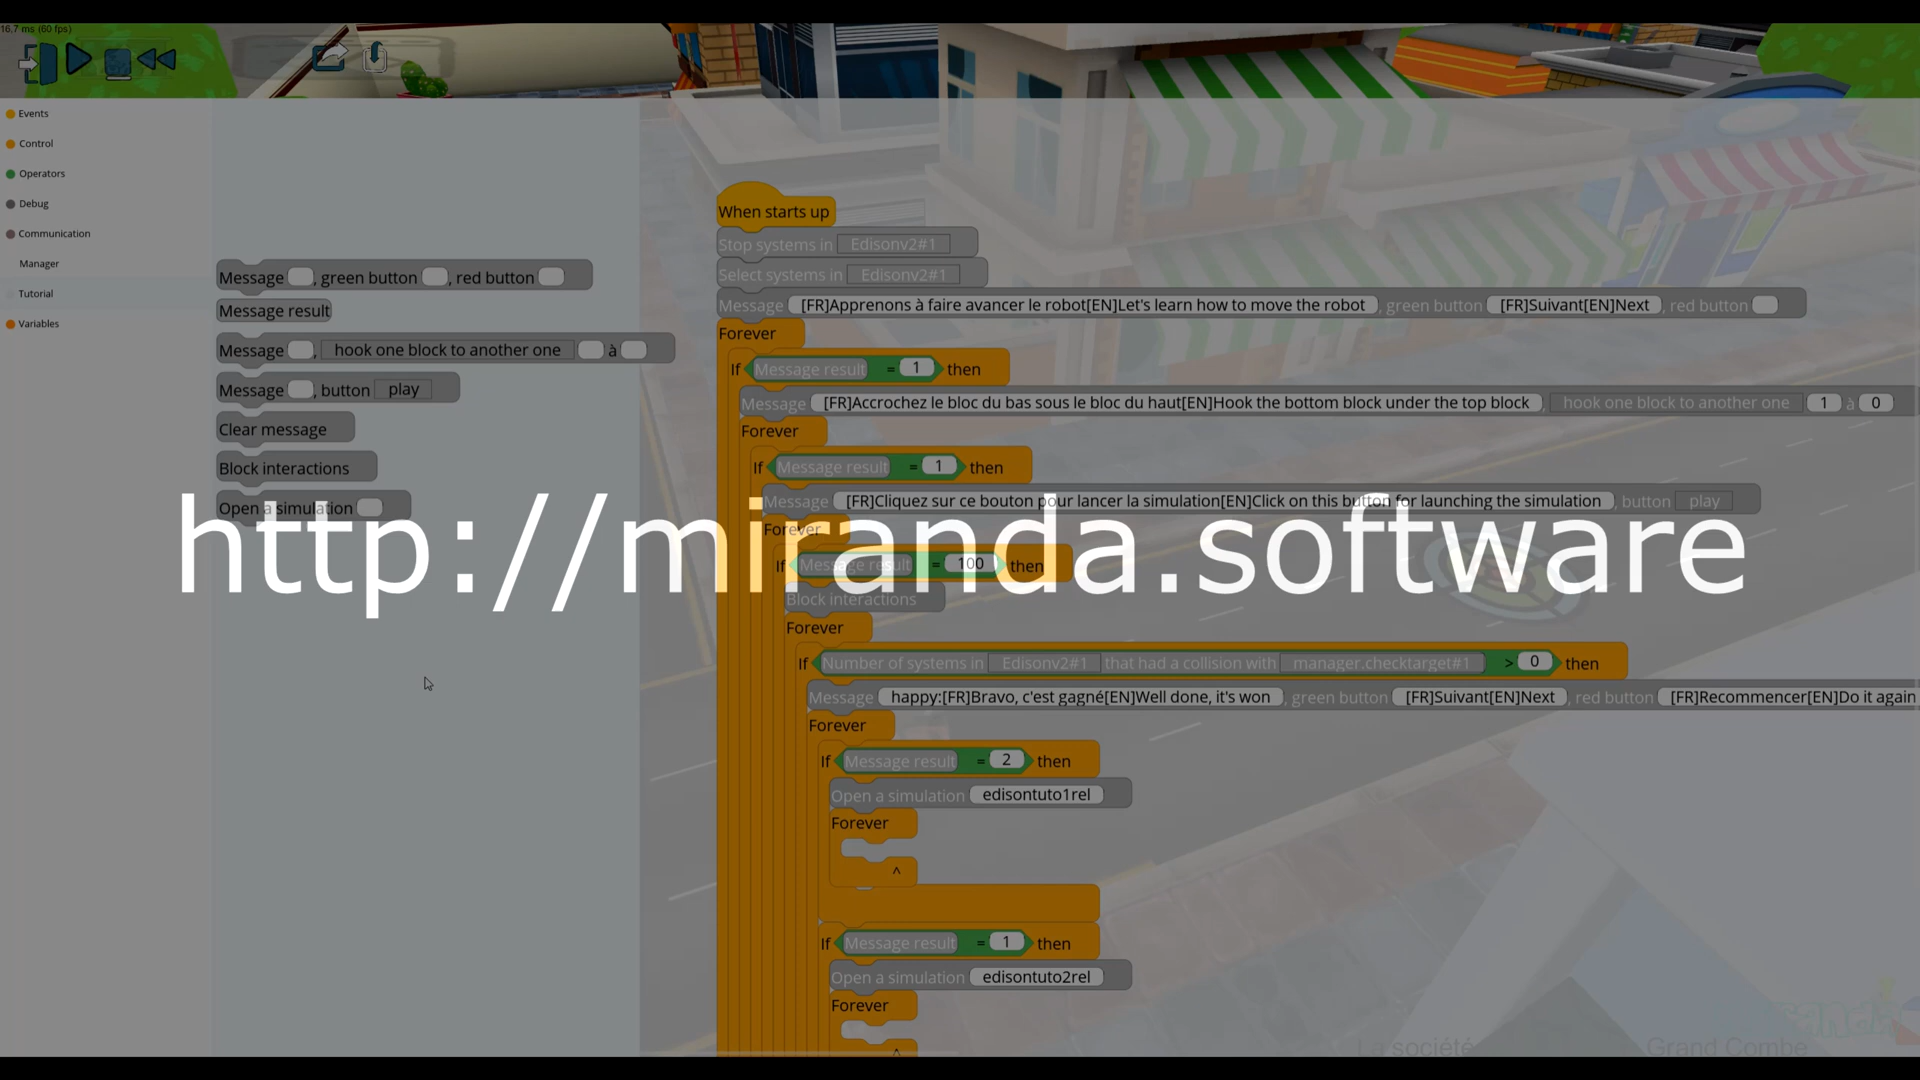 16.7 ms (60 fps)
Events
Control
Operators
Debug
Communication
Manager
Tutorial
Variables
Message , green button , red button
Message result
Message , hook one block to another one à
Message , button play
Clear message
Block interactions
Open a simulation
When starts up
Stop systems in Edisonv2#1
Select systems in Edisonv2#1
Message [FR]Apprenons à faire avancer le robot[EN]Let's learn how to move the robot , green button [FR]Suivant[EN]Next , red button
Forever
If Message result = 1 then
Message [FR]Accrochez le bloc du bas sous le bloc du haut[EN]Hook the bottom block under the top block , hook one block to another one 1 à 0
Forever
If Message result = 1 then
Message [FR]Cliquez sur ce bouton pour lancer la simulation[EN]Click on this button for launching the simulation , button play
Forever
http://miranda.software
If Message result = 100 then
Block interactions
Forever
If Number of systems in Edisonv2#1 that had a collision with manager.checktarget#1 > 0 then
Message happy:[FR]Bravo, c'est gagné[EN]Well done, it's won , green button [FR]Suivant[EN]Next , red button [FR]Recommencer[EN]Do it again
Forever
If Message result = 2 then
Open a simulation edisontuto1rel
Forever
^
If Message result = 1 then
Open a simulation edisontuto2rel
Forever
^
La société Grand Combe